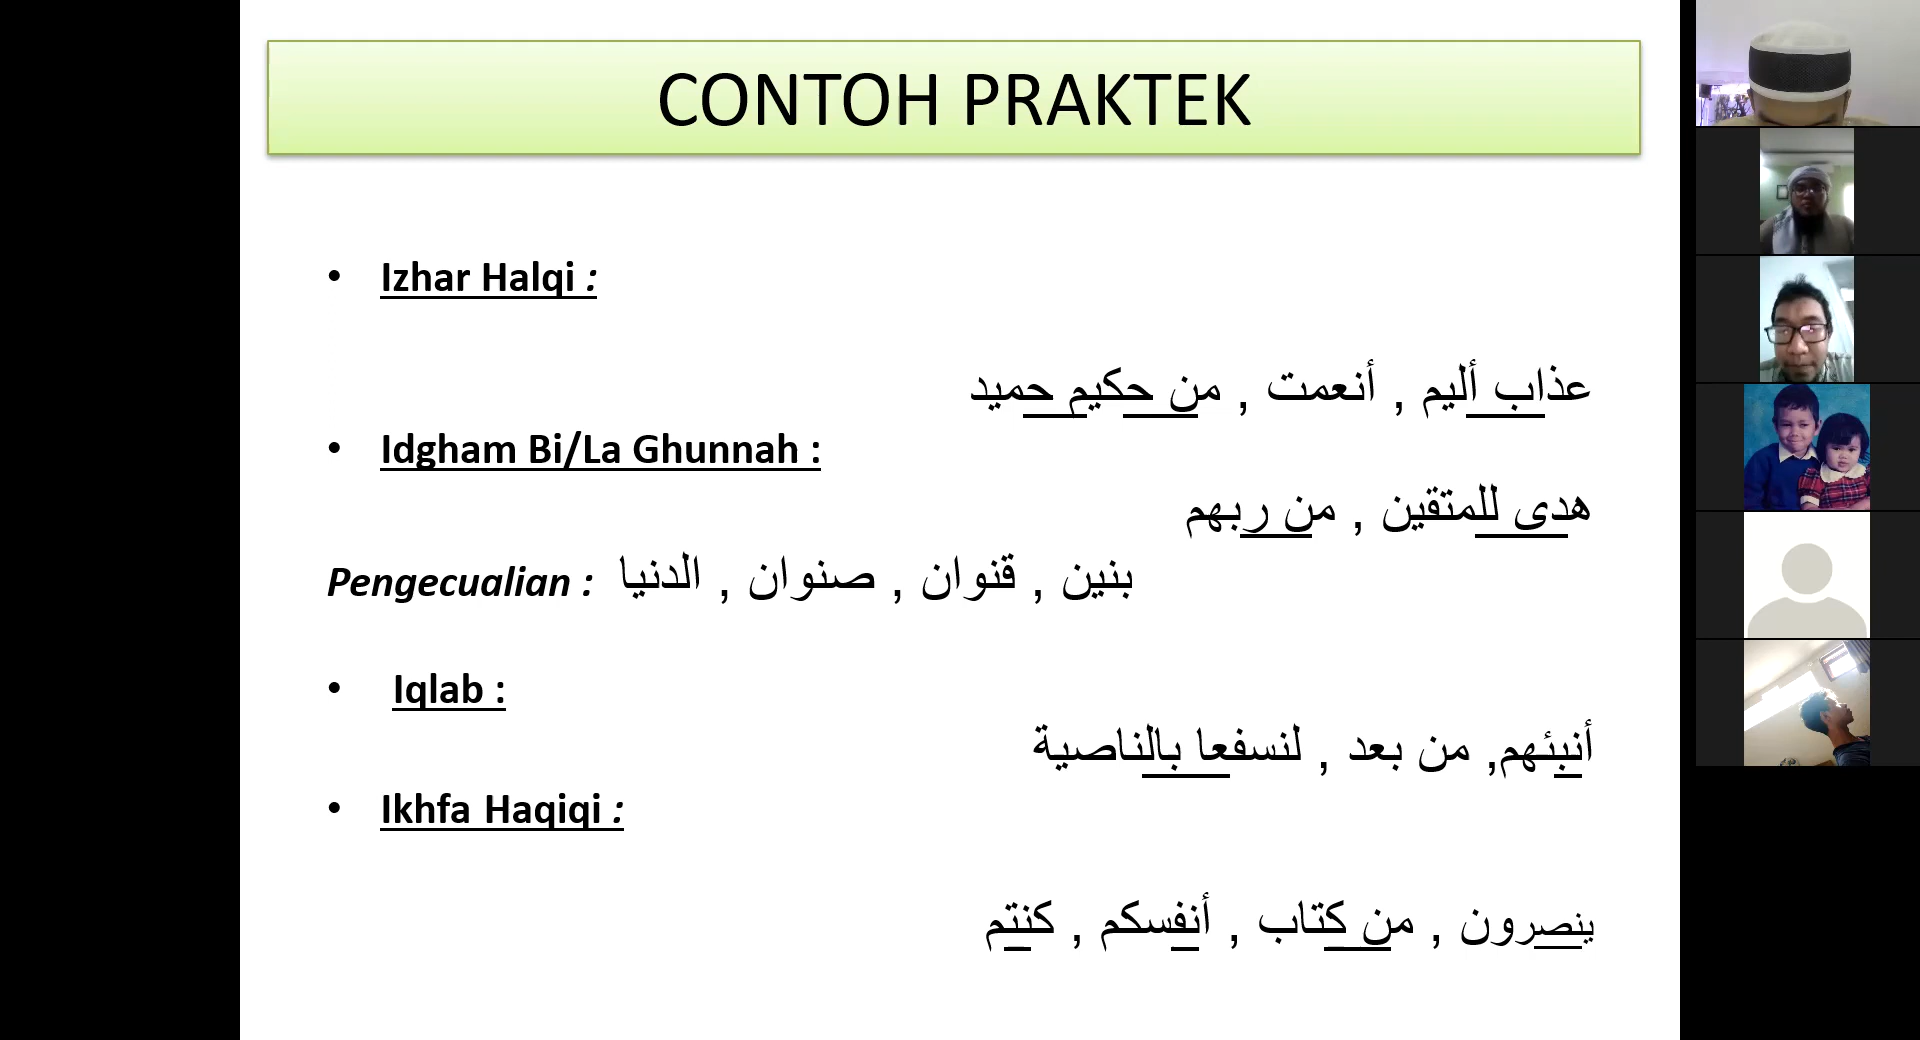 CONTOH PRAKTEK
• Izhar Halqi :
عذاب أليم , أنعمت , من حكيم حميد
• Idgham Bi/La Ghunnah :
هدى للمتقين , من ربهم
Pengecualian : بنين , قنوان , صنوان , الدنيا
• Iqlab :
أنبئهم, من بعد , لنسفعا بالناصية
• Ikhfa Haqiqi :
ينصرون , من كتاب , أنفسكم , كنتم